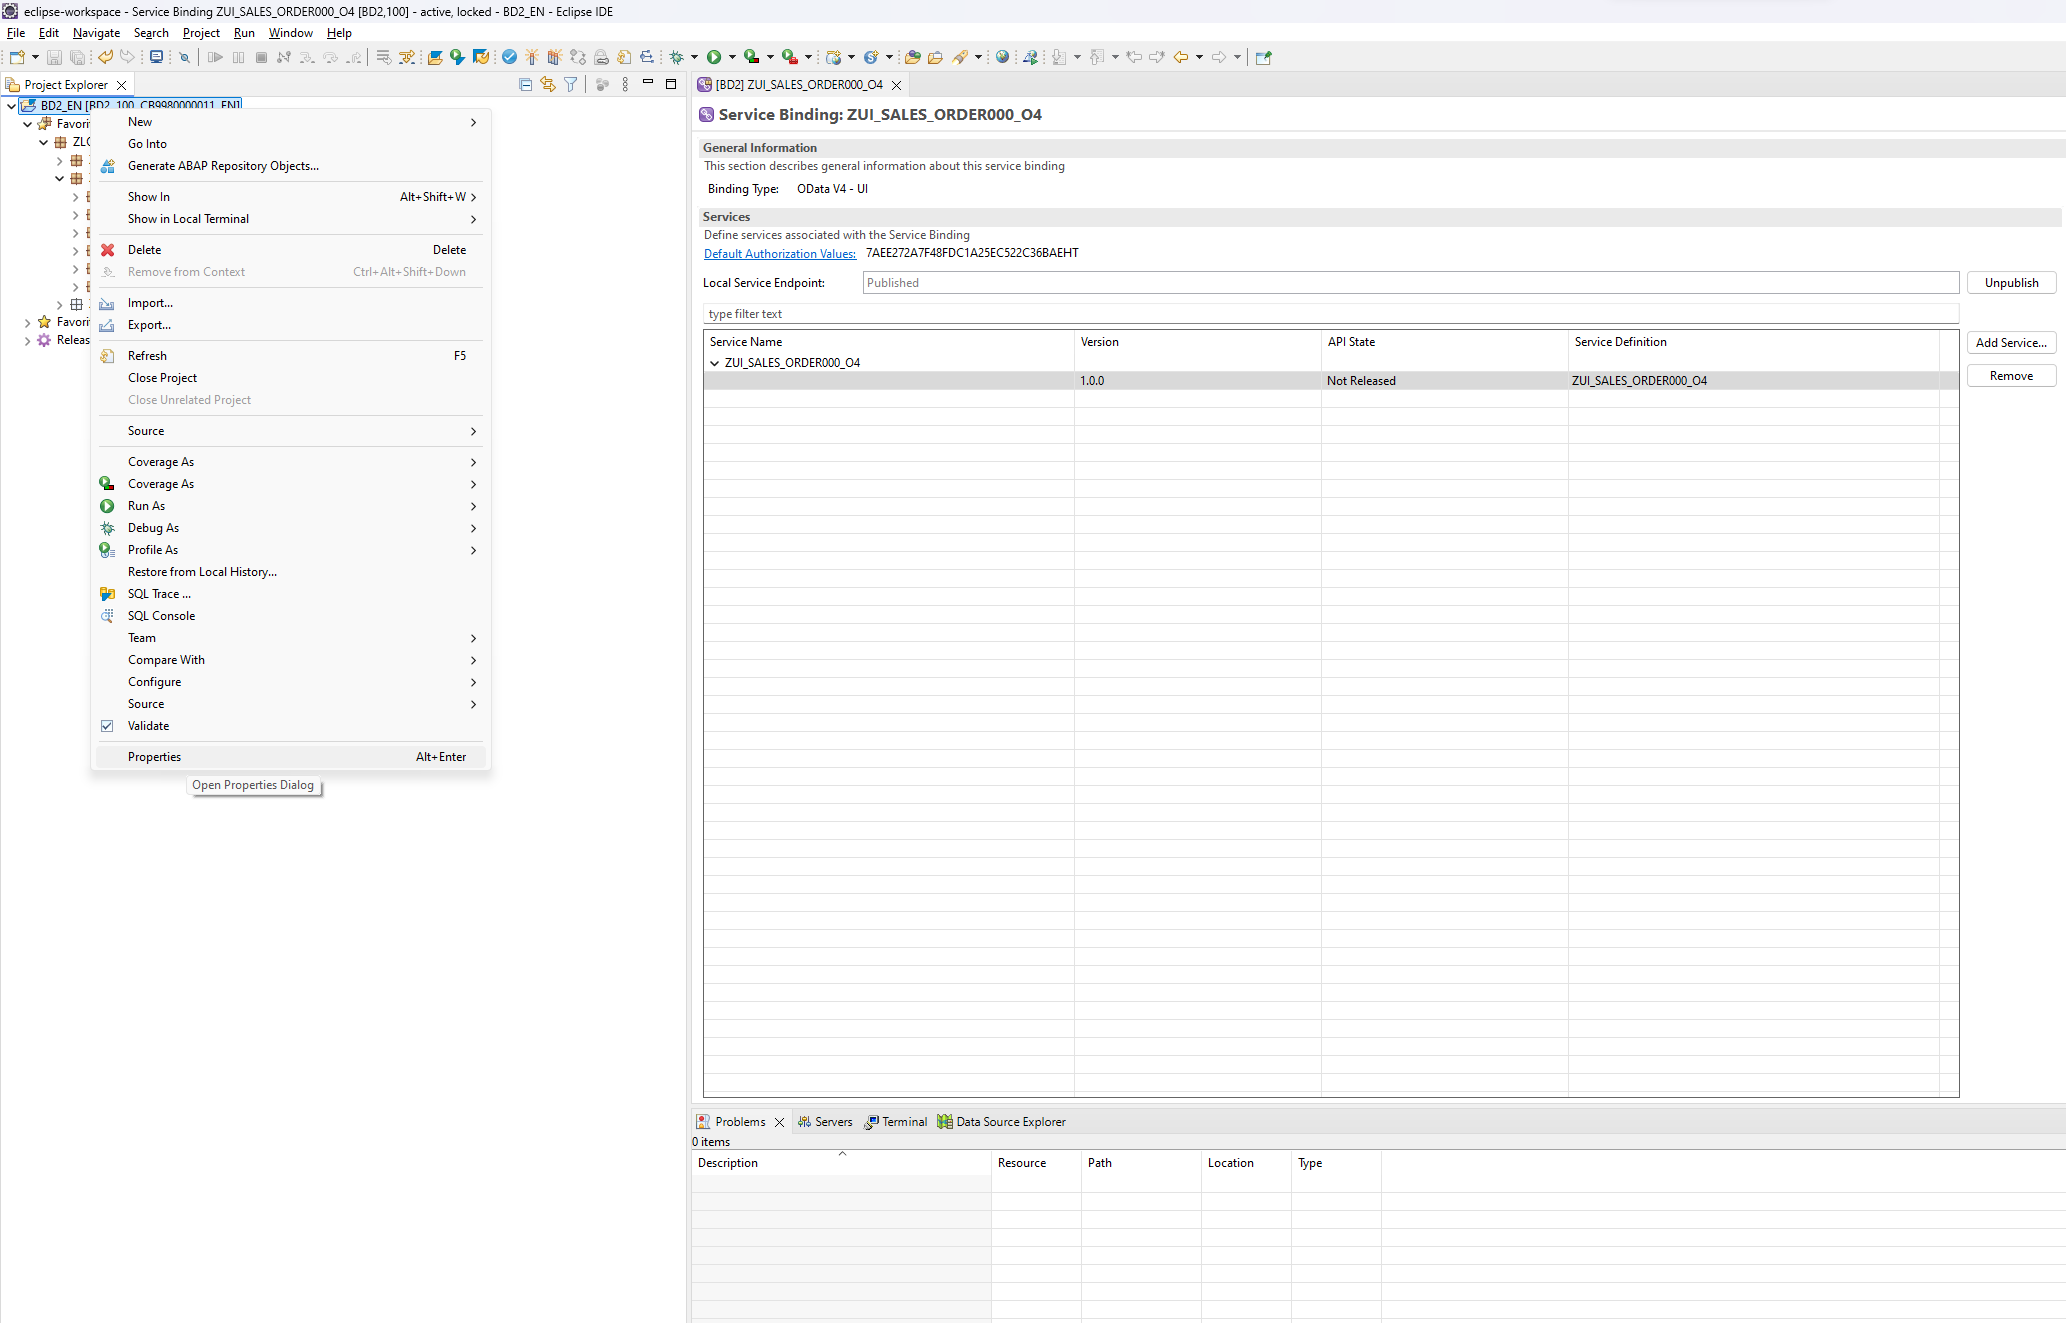 eclipse-workspace - Service Binding ZUI_SALES_ORDER000_O4 [BD2,100] - active, locked - BD2_EN - Eclipse IDE
File Edit Navigate Search Project Run Window Help
Project Explorer
BD2_EN [BD2_100_CB9980000011_EN]
Favori
ZLO
Favori
Releas
New
Go Into
Generate ABAP Repository Objects...
Show In Alt+Shift+W
Show in Local Terminal
Delete Delete
Remove from Context Ctrl+Alt+Shift+Down
Import...
Export...
Refresh F5
Close Project
Close Unrelated Project
Source
Coverage As
Coverage As
Run As
Debug As
Profile As
Restore from Local History...
SQL Trace ...
SQL Console
Team
Compare With
Configure
Source
Validate
Properties Alt+Enter
Open Properties Dialog
[BD2] ZUI_SALES_ORDER000_O4
Service Binding: ZUI_SALES_ORDER000_O4
General Information
This section describes general information about this service binding
Binding Type: OData V4 - UI
Services
Define services associated with the Service Binding
Default Authorization Values: 7AEE272A7F48FDC1A25EC522C36BAEHT
Local Service Endpoint: Published Unpublish
type filter text
Service Name Version API State Service Definition Add Service...
ZUI_SALES_ORDER000_O4
1.0.0 Not Released ZUI_SALES_ORDER000_O4 Remove
Problems Servers Terminal Data Source Explorer
0 items
Description Resource Path Location Type